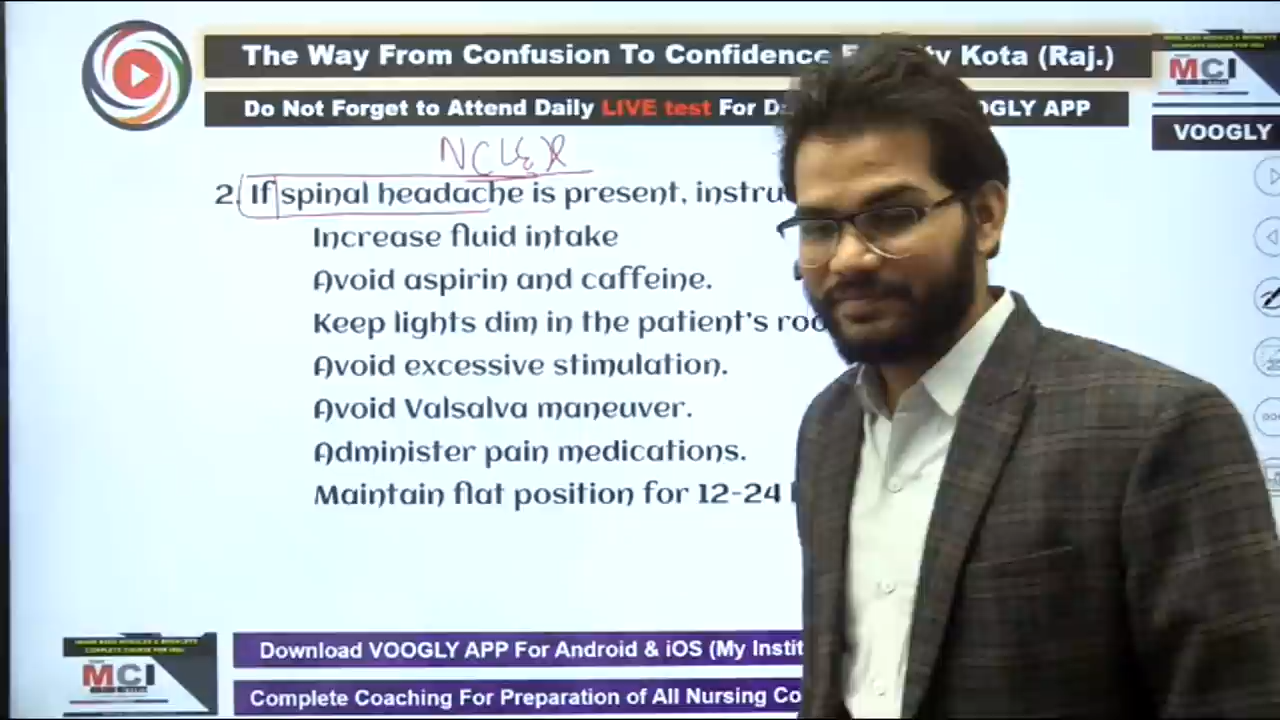 The Way From Confusion To Confidence Kota (Raj.)
Do Not Forget to Attend Daily LIVE test For OGLY APP
MCI
VOOGLY
NCLEX
2. If spinal headache is present, instru
Increase fluid intake
Avoid aspirin and caffeine.
Keep lights dim in the patient's roo
Avoid excessive stimulation.
Avoid Valsalva maneuver.
Administer pain medications.
Maintain flat position for 12-24
MCI
Download VOOGLY APP For Android & iOS (My Instit
Complete Coaching For Preparation of All Nursing Co